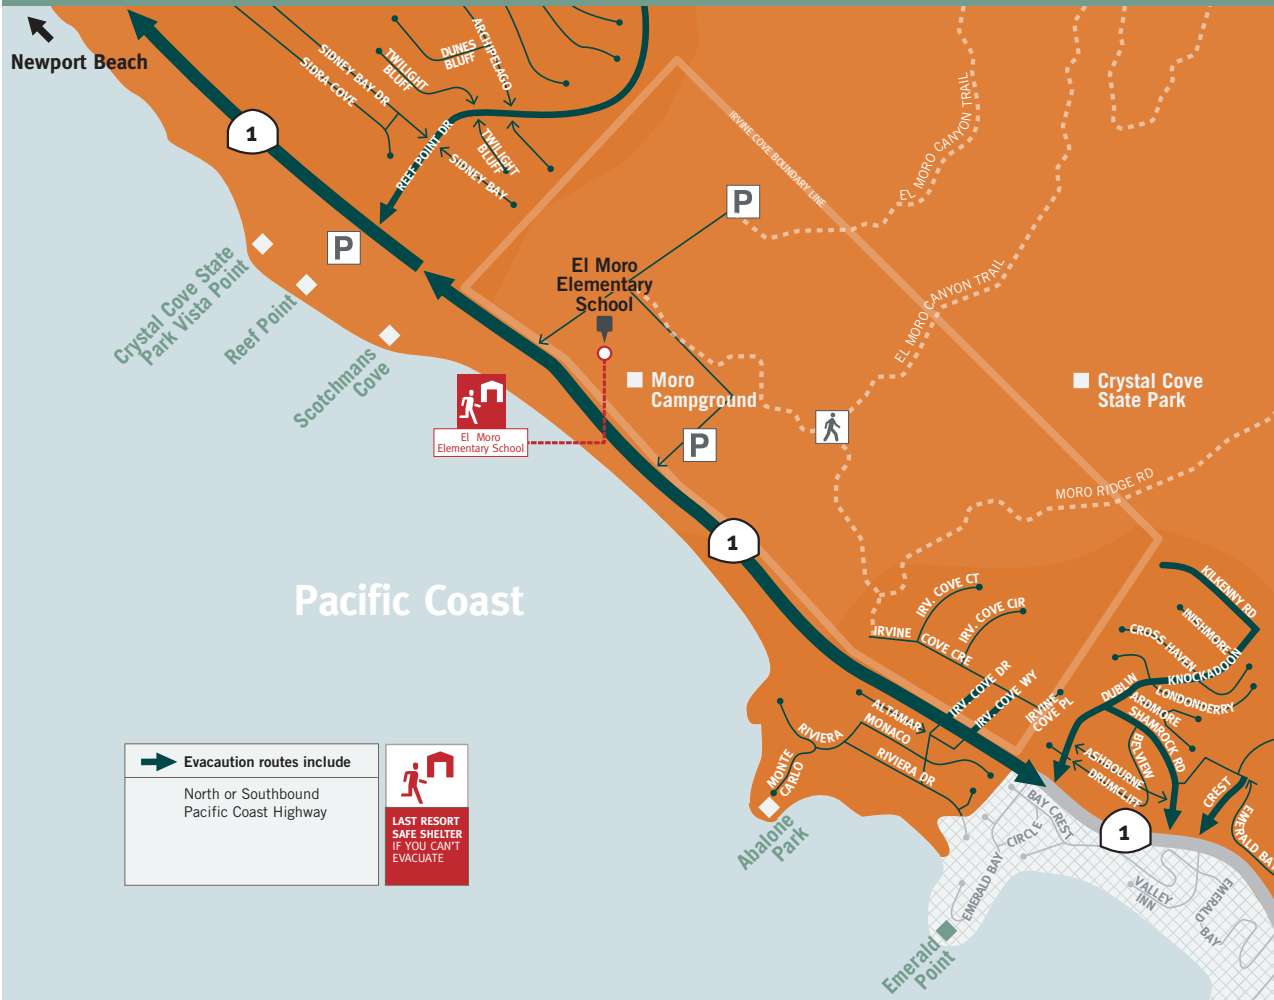 Newport Beach
1
SIDNEY BAY DR
SIDRA COVE
TWILIGHT
BLUFF
DUNES
BLUFF
ARCHIPELAGO
REEF POINT DR
TWILIGHT
BLUFF
SIDNEY BAY
IRVINE COVE BOUNDARY LINE
EL MORO CANYON TRAIL
P
P
Crystal Cove State
Park Vista Point
Reef Point
Scotchmans
Cove
El Moro
Elementary
School
EL MORO CANYON TRAIL
Moro
Campground
Crystal Cove
State Park
El Moro
Elementary School
P
MORO RIDGE RD
1
Pacific Coast
IRV. COVE CT
IRV. COVE CIR
IRVINE
COVE CRE
IRV. COVE DR
IRV. COVE WY
IRVINE
COVE PL
KILKENNY RD
INISHMORE
CROSS HAVEN
KNOCKADOON
DUBLIN
LONDONDERRY
ARDMORE
SHAMROCK RD
BELVIEW
ASHBOURNE
DRUMCLIFF
CREST
EMERALD BAY
ALTAMAR
MONACO
RIVIERA
RIVIERA DR
MONTE
CARLO
Abalone
Park
BAY CREST
CIRCLE
EMERALD BAY
1
VALLEY
INN
EMERALD
BAY
Emerald
Point
Evacaution routes include
North or Southbound
Pacific Coast Highway
LAST RESORT
SAFE SHELTER
IF YOU CAN'T
EVACUATE